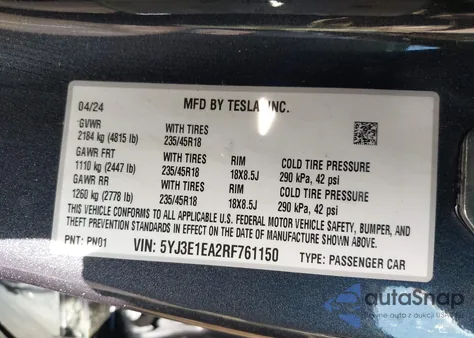 MFD BY TESLA, INC.
04/24
GVWR WITH TIRES
2184 kg (4815 lb) 235/45R18
GAWR FRT WITH TIRES RIM COLD TIRE PRESSURE
1110 kg (2447 lb) 235/45R18 18X8.5J 290 kPa, 42 psi
GAWR RR WITH TIRES RIM COLD TIRE PRESSURE
1260 kg (2778 lb) 235/45R18 18X8.5J 290 kPa, 42 psi
THIS VEHICLE CONFORMS TO ALL APPLICABLE U.S. FEDERAL MOTOR VEHICLE SAFETY, BUMPER, AND
THEFT PREVENTION STANDARDS IN EFFECT ON THE DATE OF MANUFACTURE SHOWN ABOVE.
PNT: PN01 VIN: 5YJ3E1EA2RF761150 TYPE: PASSENGER CAR
autoSnap
auta z aukcji USA